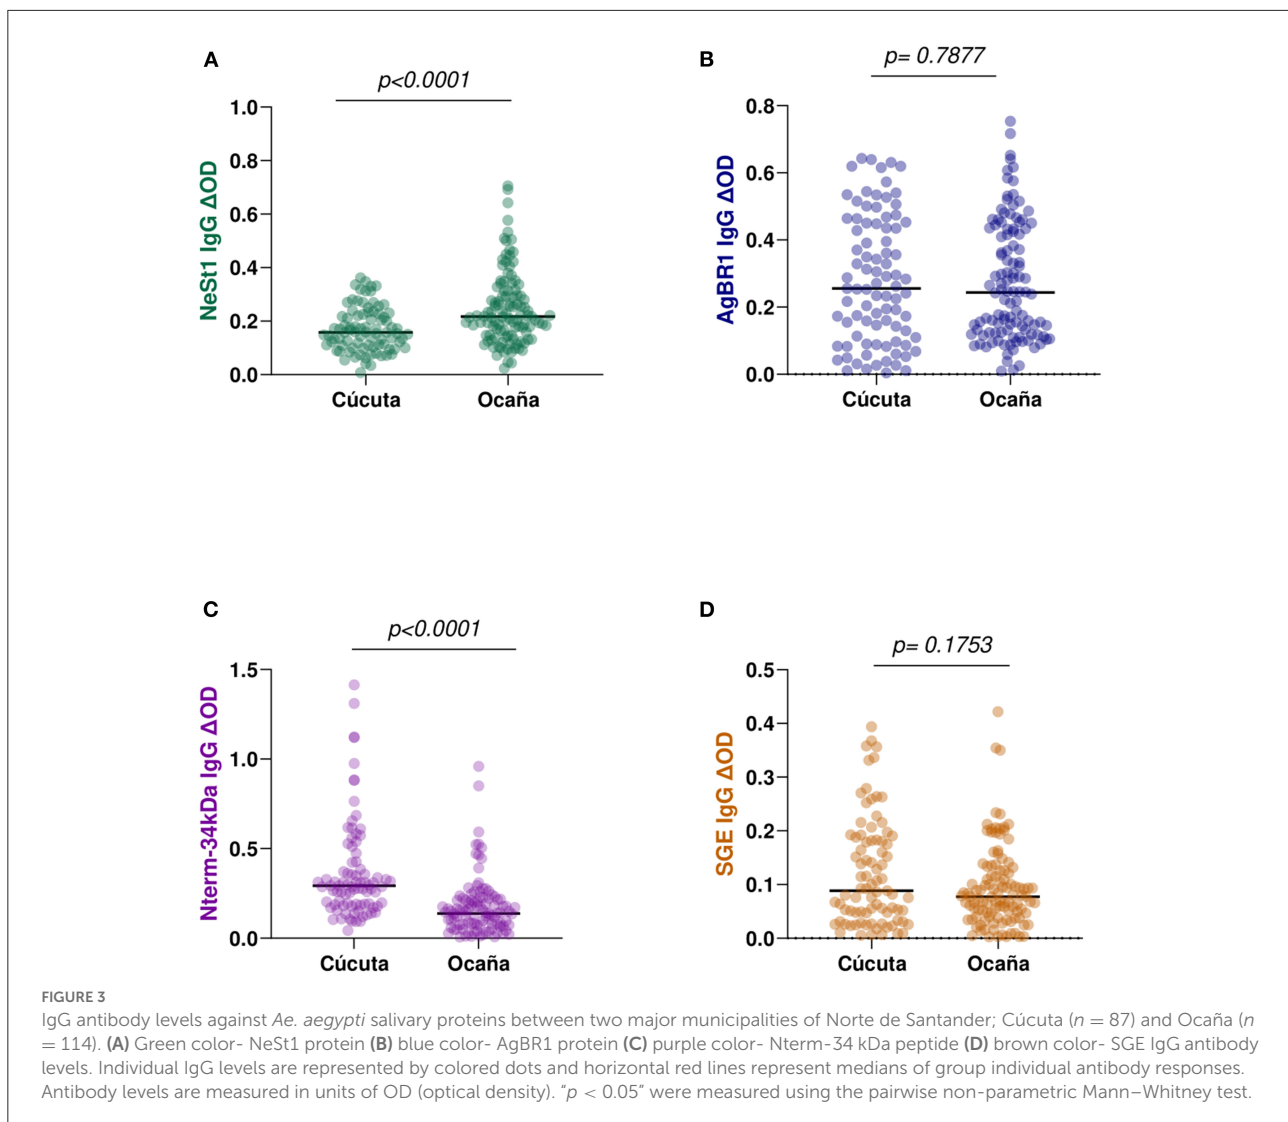 A
p<0.0001
NeSt1 IgG ΔOD
1.0
0.8
0.6
0.4
0.2
0.0
Cúcuta
Ocaña
B
p= 0.7877
AgBR1 IgG ΔOD
0.8
0.6
0.4
0.2
0.0
Cúcuta
Ocaña
C
p<0.0001
Nterm-34kDa IgG ΔOD
1.5
1.0
0.5
0.0
Cúcuta
Ocaña
D
p= 0.1753
SGE IgG ΔOD
0.5
0.4
0.3
0.2
0.1
0.0
Cúcuta
Ocaña
FIGURE 3
IgG antibody levels against Ae. aegypti salivary proteins between two major municipalities of Norte de Santander; Cúcuta (n = 87) and Ocaña (n
= 114). (A) Green color- NeSt1 protein (B) blue color- AgBR1 protein (C) purple color- Nterm-34 kDa peptide (D) brown color- SGE IgG antibody
levels. Individual IgG levels are represented by colored dots and horizontal red lines represent medians of group individual antibody responses.
Antibody levels are measured in units of OD (optical density). "p < 0.05" were measured using the pairwise non-parametric Mann–Whitney test.